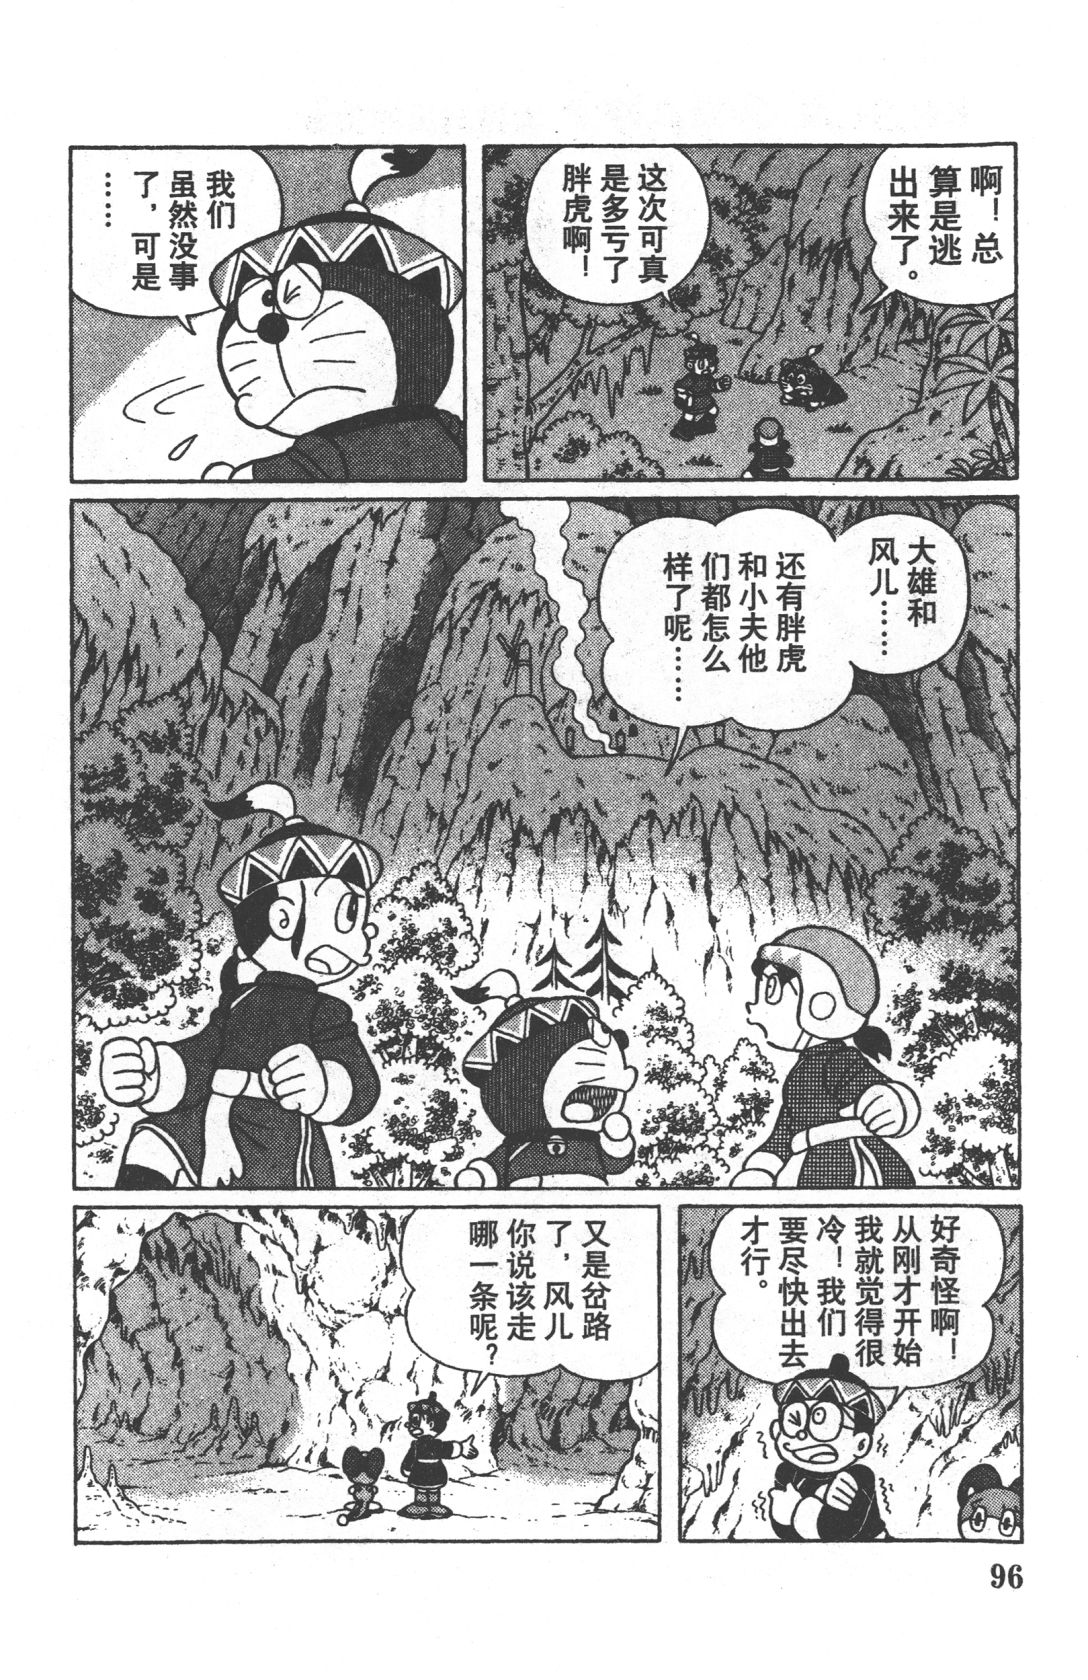 啊！总
算是逃
出来了。
这次可真
是多亏了
胖虎啊！
我们
虽然没事
了，可是
……
大雄和
风儿……
还有胖虎
和小夫他
们都怎么
样了呢……
好奇怪啊！
从刚才开始
我就觉得很
冷！我们
要尽快出去
才行。
又是岔路
了，风儿
你说该走
哪一条呢？
96